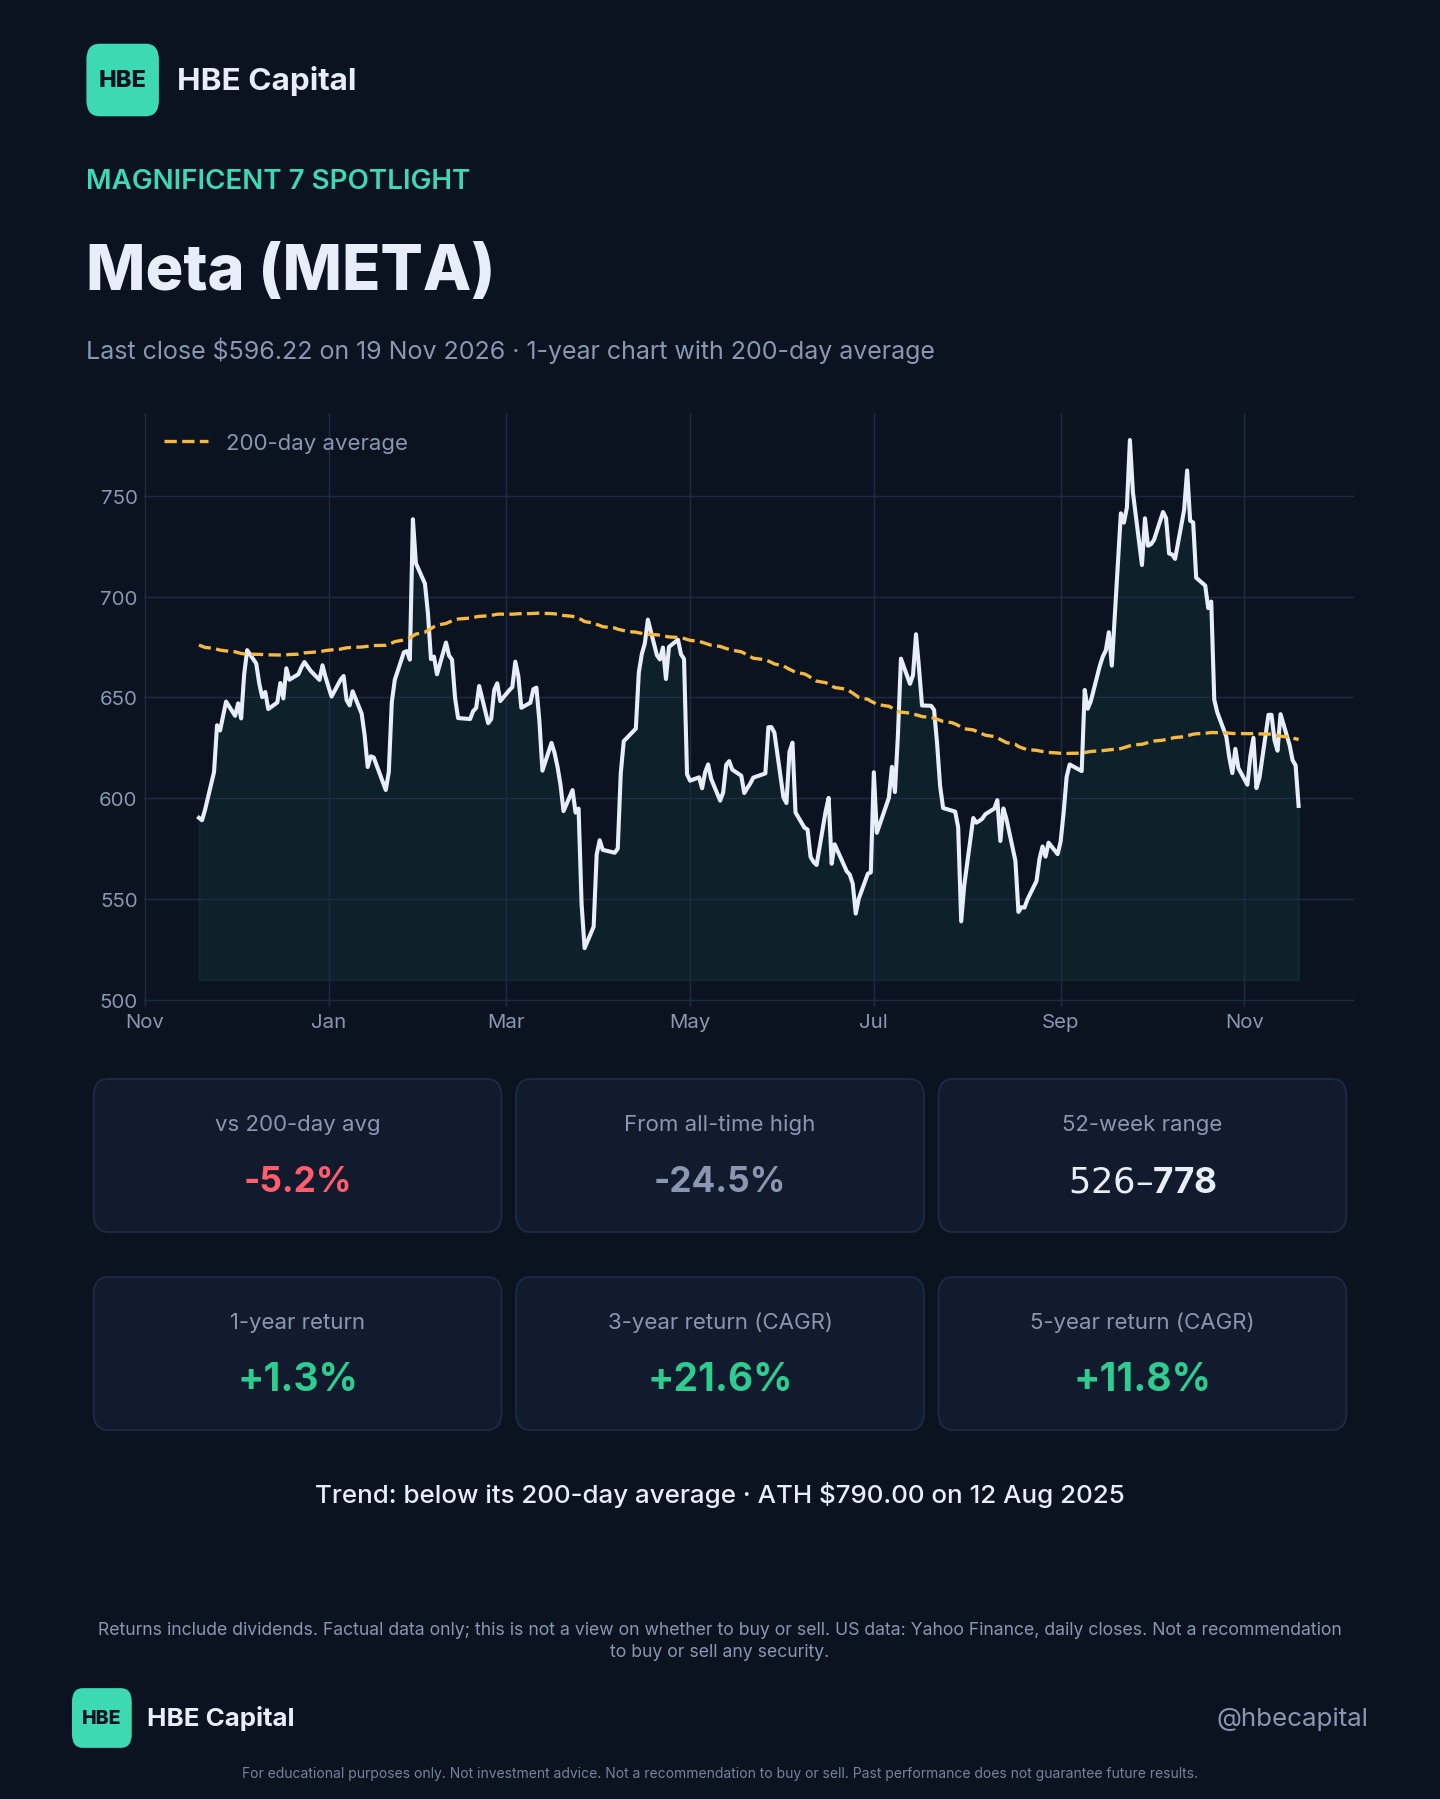 HBE HBE Capital
MAGNIFICENT 7 SPOTLIGHT
Meta (META)
Last close $596.22 on 19 Nov 2026 · 1-year chart with 200-day average
200-day average
750
700
650
600
550
500
Nov Jan Mar May Jul Sep Nov
vs 200-day avg From all-time high 52-week range
-5.2% -24.5% 526–778
1-year return 3-year return (CAGR) 5-year return (CAGR)
+1.3% +21.6% +11.8%
Trend: below its 200-day average · ATH $790.00 on 12 Aug 2025
Returns include dividends. Factual data only; this is not a view on whether to buy or sell. US data: Yahoo Finance, daily closes. Not a recommendation
to buy or sell any security.
HBE HBE Capital @hbecapital
For educational purposes only. Not investment advice. Not a recommendation to buy or sell. Past performance does not guarantee future results.